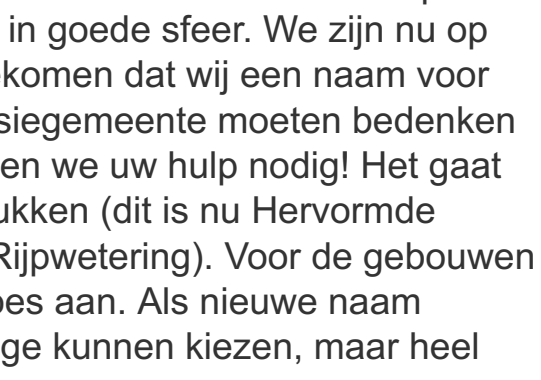 in goede sfeer. We zijn nu op
komen dat wij een naam voor
siegemeente moeten bedenken
en we uw hulp nodig! Het gaat
ukken (dit is nu Hervormde
Rijpwetering). Voor de gebouwen
oes aan. Als nieuwe naam
ge kunnen kiezen, maar heel